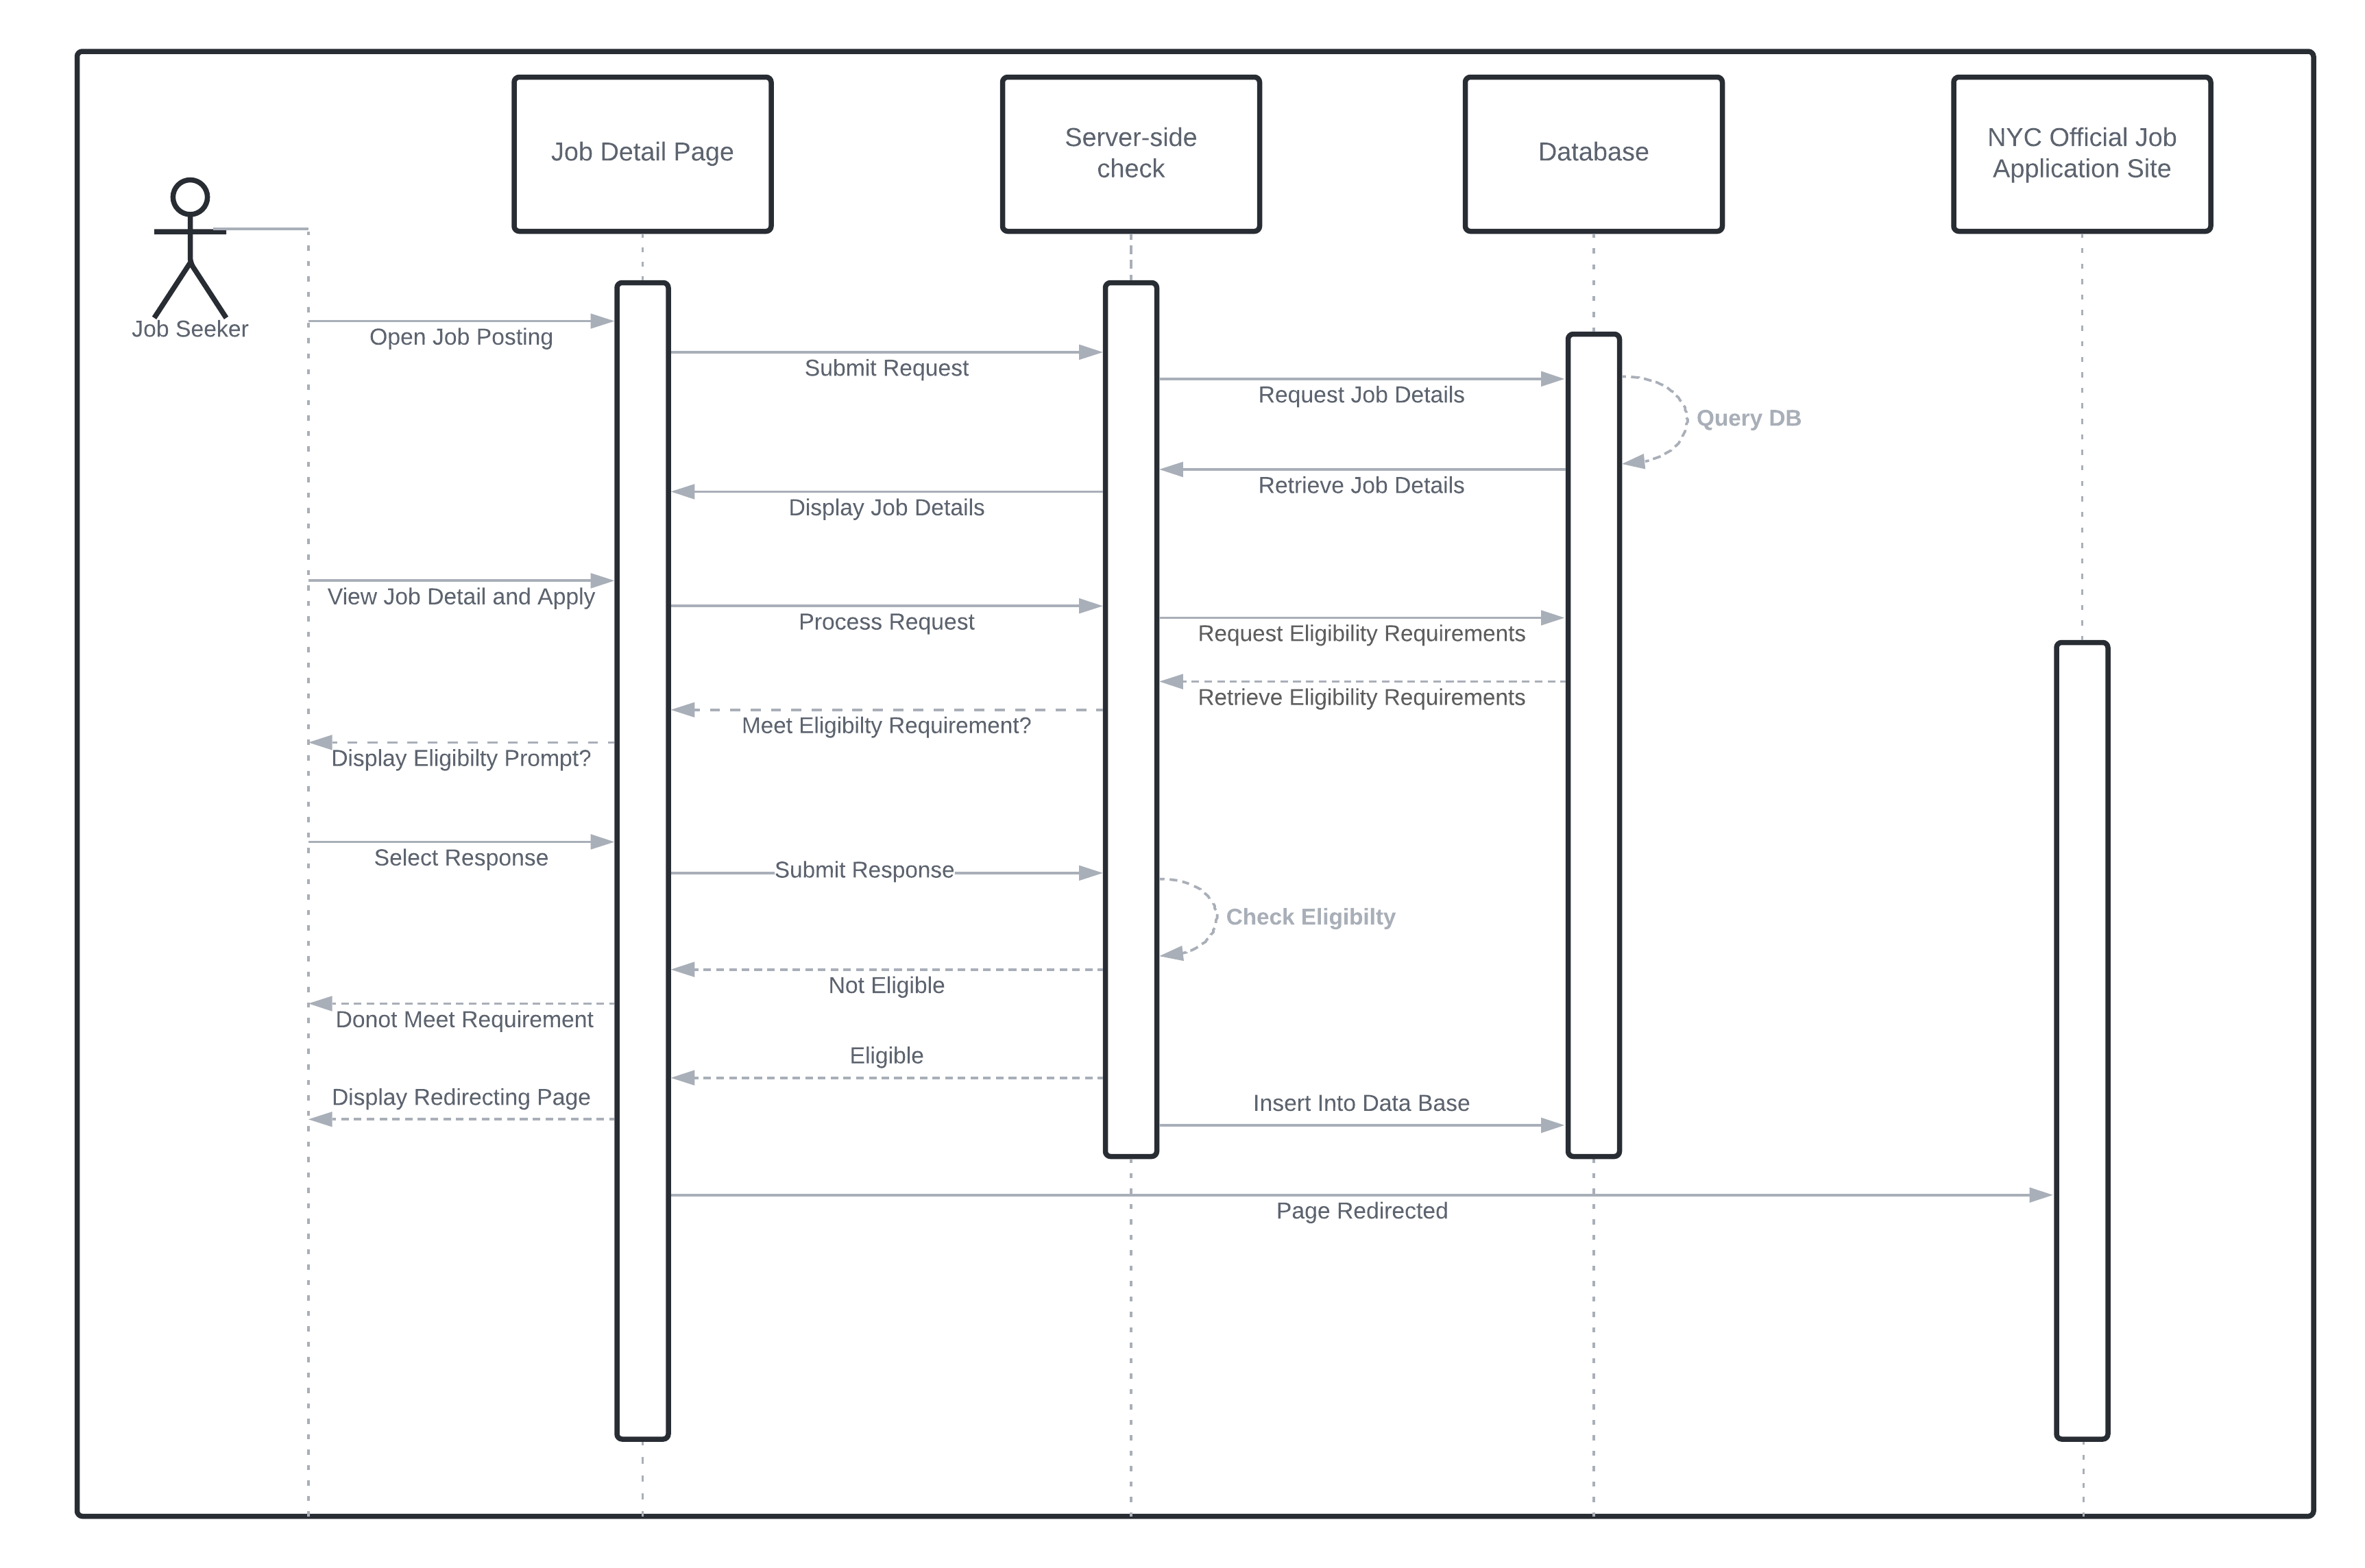 Job Detail Page
Server-side
check
Database
NYC Official Job
Application Site
Job Seeker
Open Job Posting
Submit Request
Request Job Details
Query DB
Retrieve Job Details
Display Job Details
View Job Detail and Apply
Process Request
Request Eligibility Requirements
Retrieve Eligibility Requirements
Meet Eligibilty Requirement?
Display Eligibilty Prompt?
Select Response
Submit Response
Check Eligibilty
Not Eligible
Donot Meet Requirement
Eligible
Display Redirecting Page
Insert Into Data Base
Page Redirected